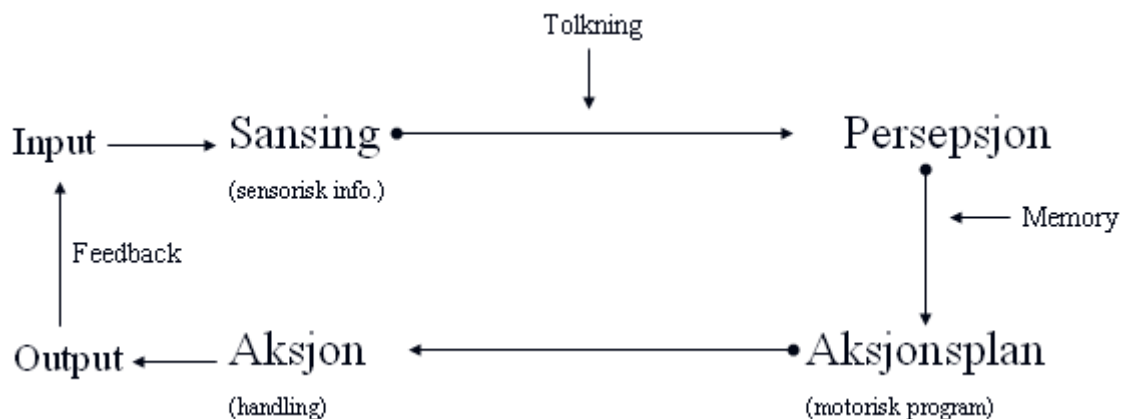 Tolkning
Input
Sansing
Persepsjon
(sensorisk info.)
Memory
Feedback
Output
Aksjon
Aksjonsplan
(handling)
(motorisk program)